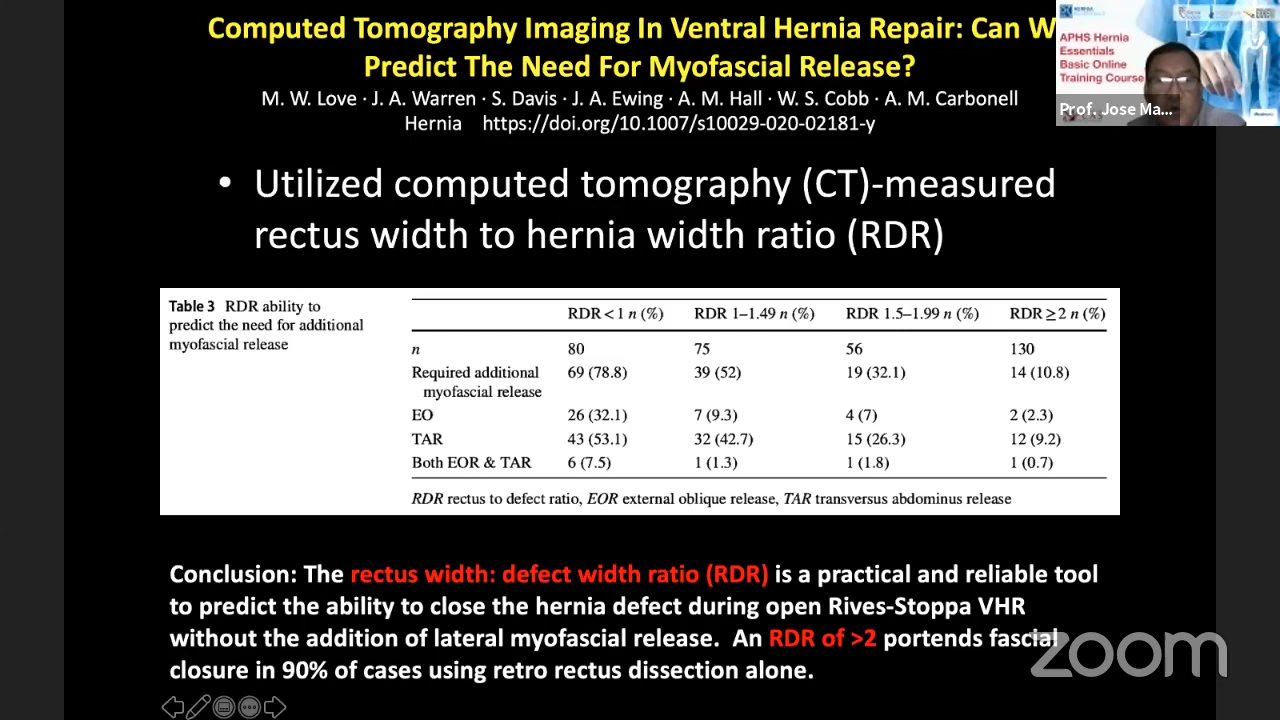 Computed Tomography Imaging In Ventral Hernia Repair: Can W
Predict The Need For Myofascial Release?
M. W. Love · J. A. Warren · S. Davis · J. A. Ewing · A. M. Hall · W. S. Cobb · A. M. Carbonell
Hernia https://doi.org/10.1007/s10029-020-02181-y
APHS Hernia
Essentials
Basic Online
Training Course
Prof. Jose Ma...
• Utilized computed tomography (CT)-measured
rectus width to hernia width ratio (RDR)
Table 3 RDR ability to
predict the need for additional
myofascial release
RDR < 1 n (%) RDR 1–1.49 n (%) RDR 1.5–1.99 n (%) RDR ≥ 2 n (%)
n 80 75 56 130
Required additional 69 (78.8) 39 (52) 19 (32.1) 14 (10.8)
myofascial release
EO 26 (32.1) 7 (9.3) 4 (7) 2 (2.3)
TAR 43 (53.1) 32 (42.7) 15 (26.3) 12 (9.2)
Both EOR & TAR 6 (7.5) 1 (1.3) 1 (1.8) 1 (0.7)
RDR rectus to defect ratio, EOR external oblique release, TAR transversus abdominus release
Conclusion: The rectus width: defect width ratio (RDR) is a practical and reliable tool
to predict the ability to close the hernia defect during open Rives-Stoppa VHR
without the addition of lateral myofascial release. An RDR of >2 portends fascial
closure in 90% of cases using retro rectus dissection alone.
zoom